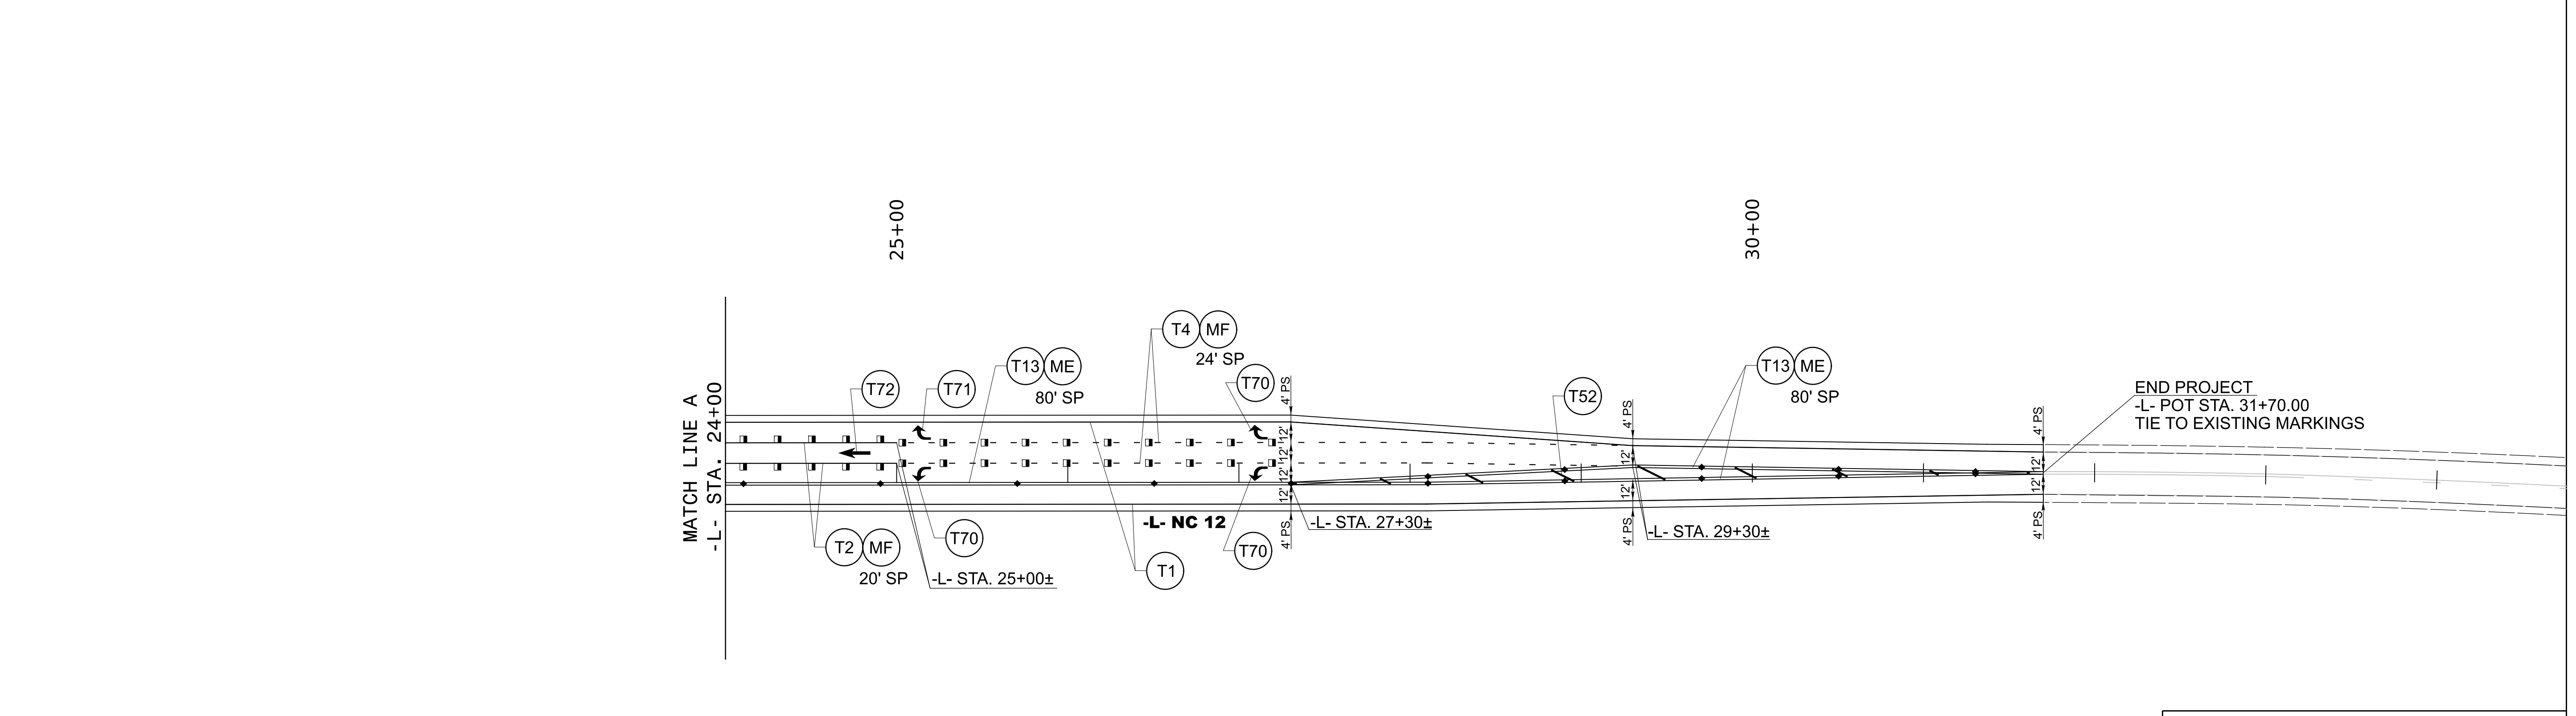 25+00
30+00
MATCH LINE A
-L- STA. 24+00
T4 MF
24' SP
T13 ME
80' SP
T72
T71
T70
4' PS
T52
4' PS
T13 ME
80' SP
4' PS
END PROJECT
-L- POT STA. 31+70.00
TIE TO EXISTING MARKINGS
12'
12'
12'
12'
12'
12'
12'
12'
-L- NC 12
-L- STA. 27+30±
-L- STA. 29+30±
4' PS
4' PS
4' PS
T2 MF
20' SP
T70
-L- STA. 25+00±
T70
T1